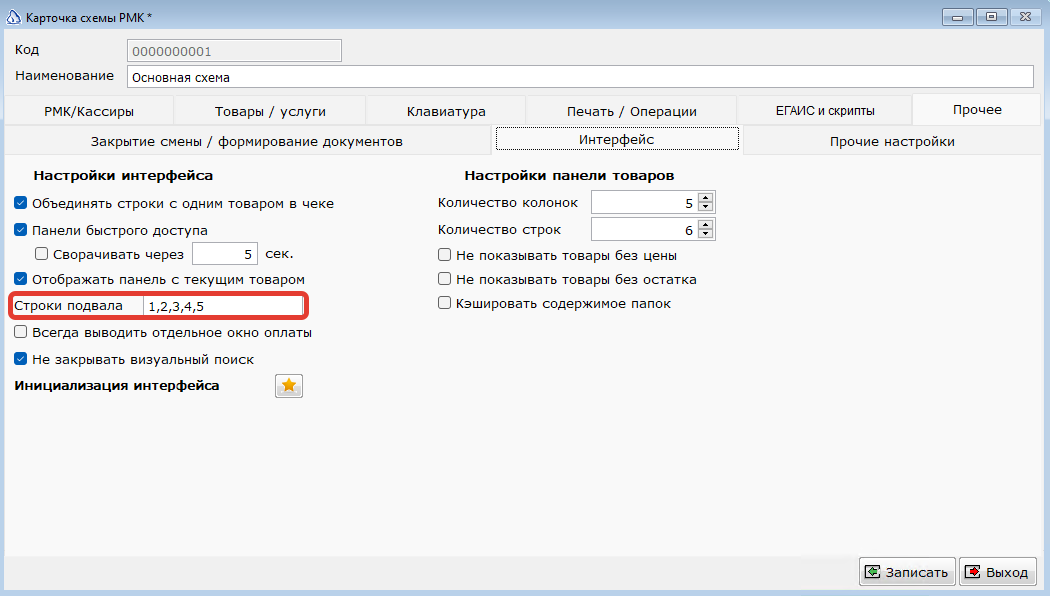 Карточка схемы РМК *
Код 0000000001
Наименование Основная схема
РМК/Кассиры Товары / услуги Клавиатура Печать / Операции ЕГАИС и скрипты Прочее
Закрытие смены / формирование документов Интерфейс Прочие настройки
Настройки интерфейса
Объединять строки с одним товаром в чеке
Панели быстрого доступа
Сворачивать через 5 сек.
Отображать панель с текущим товаром
Строки подвала 1,2,3,4,5
Всегда выводить отдельное окно оплаты
Не закрывать визуальный поиск
Инициализация интерфейса
Настройки панели товаров
Количество колонок 5
Количество строк 6
Не показывать товары без цены
Не показывать товары без остатка
Кэшировать содержимое папок
Записать Выход